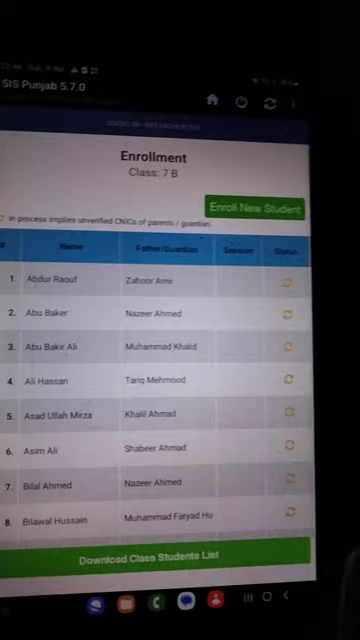 SIS Punjab 5.7.0
Enrollment
Class: 7 B
Enroll New Student
in process implies unverified CNICs of parents / guardian.
Name Father/Guardian Session Status
1. Abdur Raouf Zahoor Amir
2. Abu Baker Nazeer Ahmed
3. Abu Bakir Ali Muhammad Khalid
4. Ali Hassan Tariq Mehmood
5. Asad Ullah Mirza Khalil Ahmad
6. Asim Ali Shabeer Ahmad
7. Bilal Ahmed Nazeer Ahmed
8. Bilawal Hussain Muhammad Faryad Hu
Download Class Students List